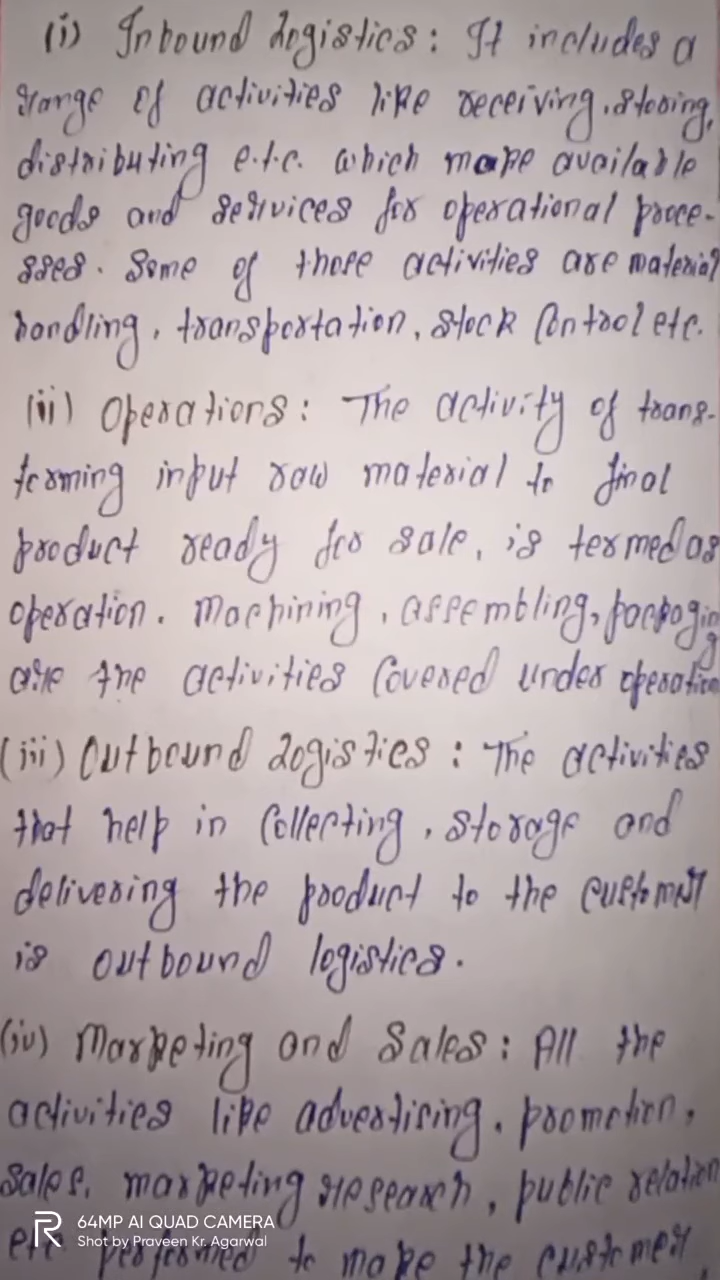 (i) Inbound Logistics: It includes a
range of activities like receiving, storing,
distributing e.t.c. which make available
goods and services for operational proce-
sses. Some of those activities are material
handling, transportation, stock control etc.
(ii) Operations: The activity of trans-
forming input raw material to final
product ready for sale, is termed as
operation. Machining, assembling, packaging
are the activities covered under operation
(iii) Outbound Logistics: The activities
that help in collecting, storage and
delivering the product to the customer
is outbound logistics.
(iv) Marketing and Sales: All the
activities like advertising, promotion,
sales, marketing research, public relation
etc performed to make the customer
64MP AI QUAD CAMERA
Shot by Praveen Kr. Agarwal